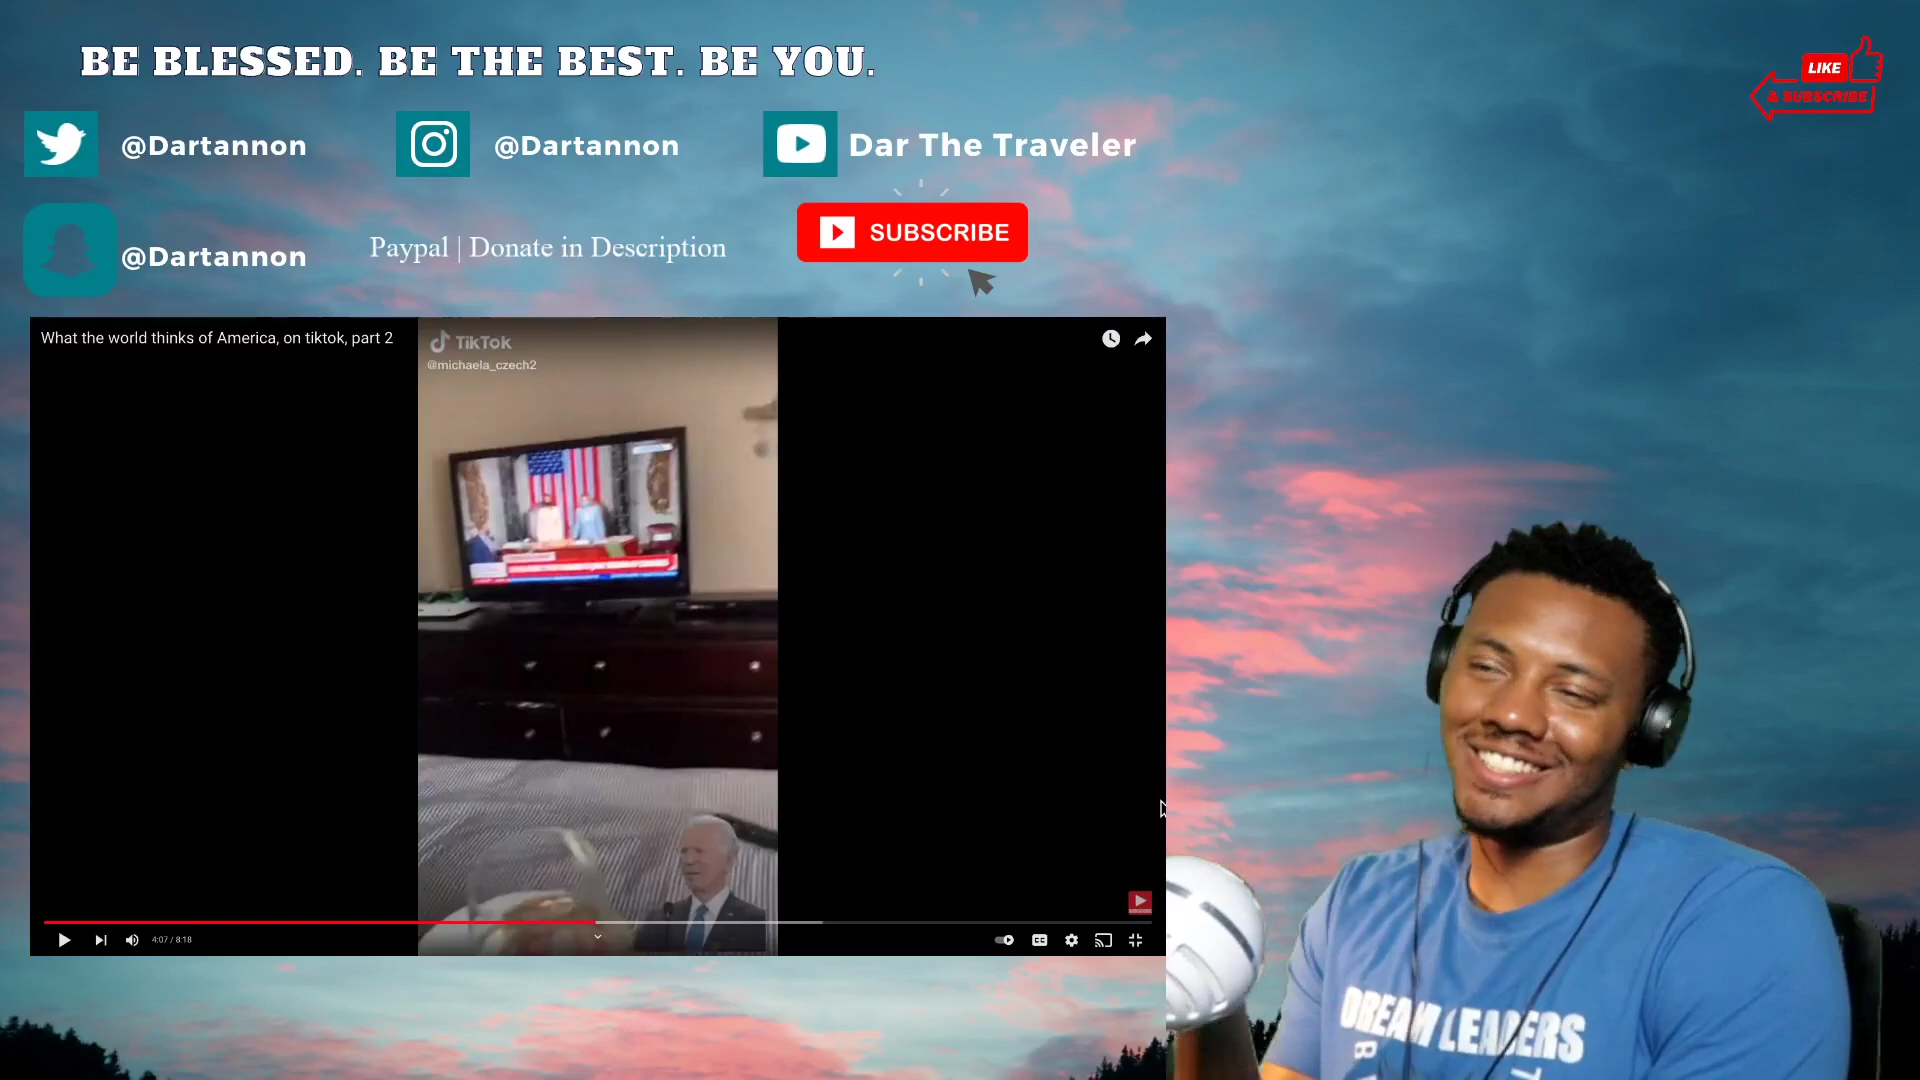 BE BLESSED. BE THE BEST. BE YOU.
LIKE
& SUBSCRIBE
@Dartannon
@Dartannon
Dar The Traveler
@Dartannon
Paypal | Donate in Description
SUBSCRIBE
What the world thinks of America, on tiktok, part 2
TikTok
@michaela_czech2
4:07 / 8:18
CC
DREAM LEADERS